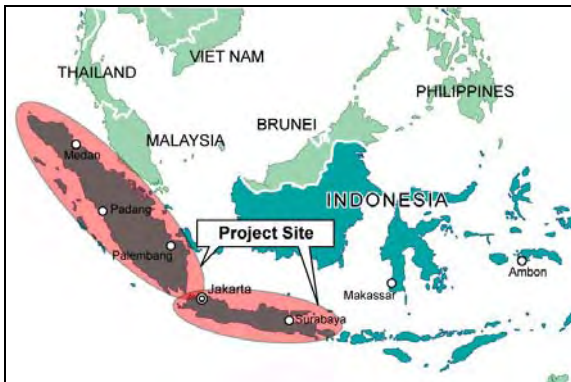 VIET NAM
THAILAND
PHILIPPINES
BRUNEI
MALAYSIA
Medan
INDONESIA
Padang
Project Site
Palembang
Ambon
Jakarta
Makassar
Surabaya